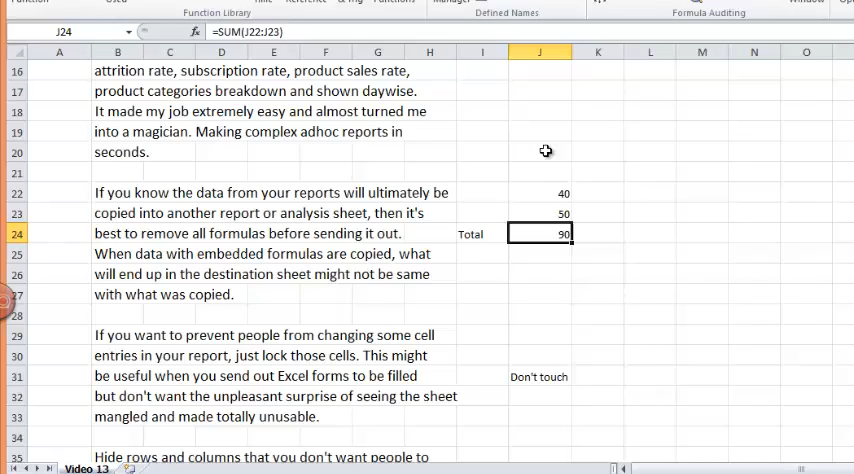 Function Library
Defined Names
Formula Auditing
J24
fx
=SUM(J22:J23)
A B C D E F G H I J K L M N O
16 attrition rate, subscription rate, product sales rate,
17 product categories breakdown and shown daywise.
18 It made my job extremely easy and almost turned me
19 into a magician. Making complex adhoc reports in
20 seconds.
21
22 If you know the data from your reports will ultimately be 40
23 copied into another report or analysis sheet, then it's 50
24 best to remove all formulas before sending it out. Total 90
25 When data with embedded formulas are copied, what
26 will end up in the destination sheet might not be same
27 with what was copied.
28
29 If you want to prevent people from changing some cell
30 entries in your report, just lock those cells. This might
31 be useful when you send out Excel forms to be filled Don't touch
32 but don't want the unpleasant surprise of seeing the sheet
33 mangled and made totally unusable.
34
35 Hide rows and columns that you don't want people to
Video 13